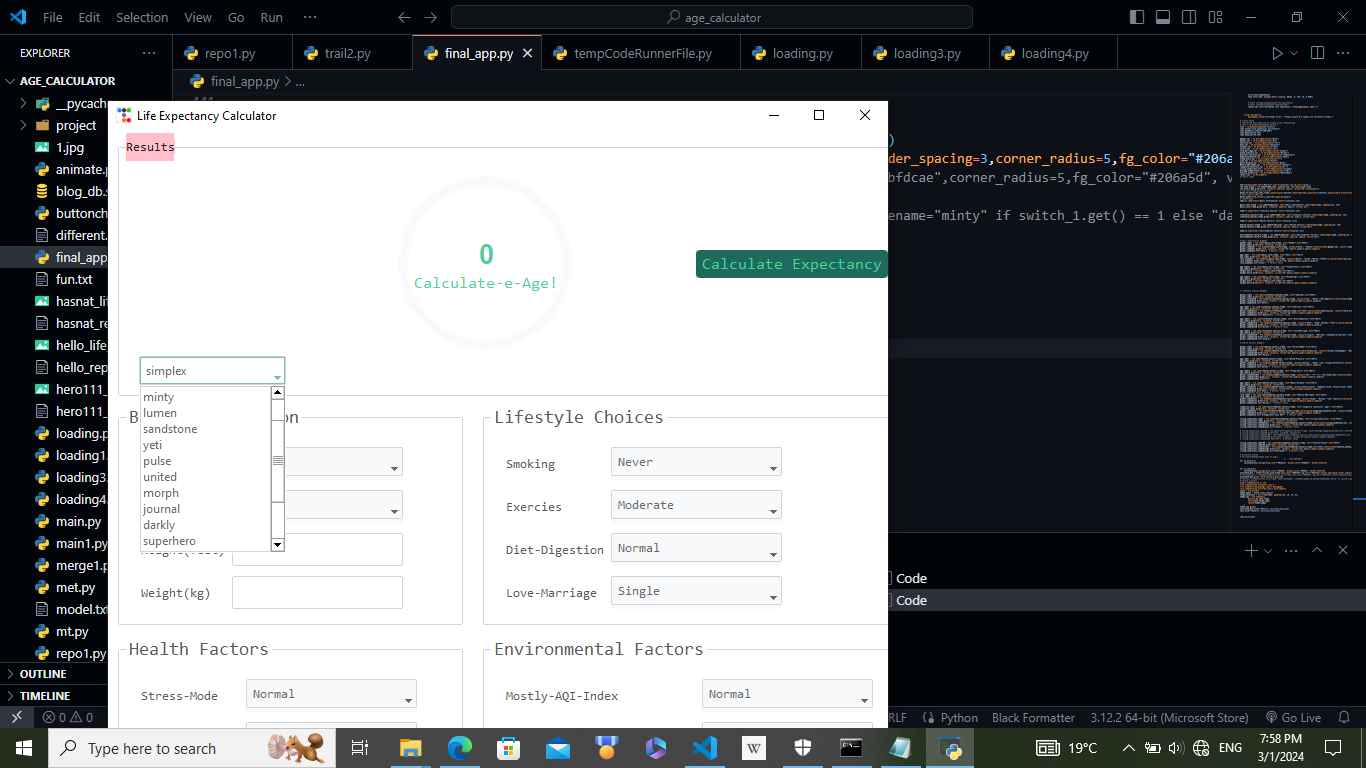 File Edit Selection View Go Run ···
age_calculator
EXPLORER ···
repo1.py
trail2.py
final_app.py
tempCodeRunnerFile.py
loading.py
loading3.py
loading4.py
AGE_CALCULATOR
final_app.py > ...
__pycach
project
1.jpg
animate.p
blog_db.s
buttonch
different.
final_app
fun.txt
hasnat_lif
hasnat_re
hello_life_
hello_rep
hero111_
hero111_
loading.p
loading1.
loading3.
loading4.
main.py
main1.py
merge1.p
met.py
model.txt
mt.py
repo1.py
OUTLINE
TIMELINE
441
)
der_spacing=3,corner_radius=5,fg_color="#206a
bfdcae",corner_radius=5,fg_color="#206a5d", v
ename="minty" if switch_1.get() == 1 else "da
Life Expectancy Calculator
Results
0
Calculate-e-Age!
Calculate Expectancy
simplex
minty
lumen
sandstone
yeti
pulse
united
morph
journal
darkly
superhero
B
on
Weight(kg)
Lifestyle Choices
Smoking Never
Exercies Moderate
Diet-Digestion Normal
Love-Marriage Single
Health Factors
Stress-Mode Normal
Environmental Factors
Mostly-AQI-Index Normal
Code
Code
0 0
RLF Python Black Formatter 3.12.2 64-bit (Microsoft Store) Go Live
Type here to search
W
19°C ENG
7:58 PM
3/1/2024